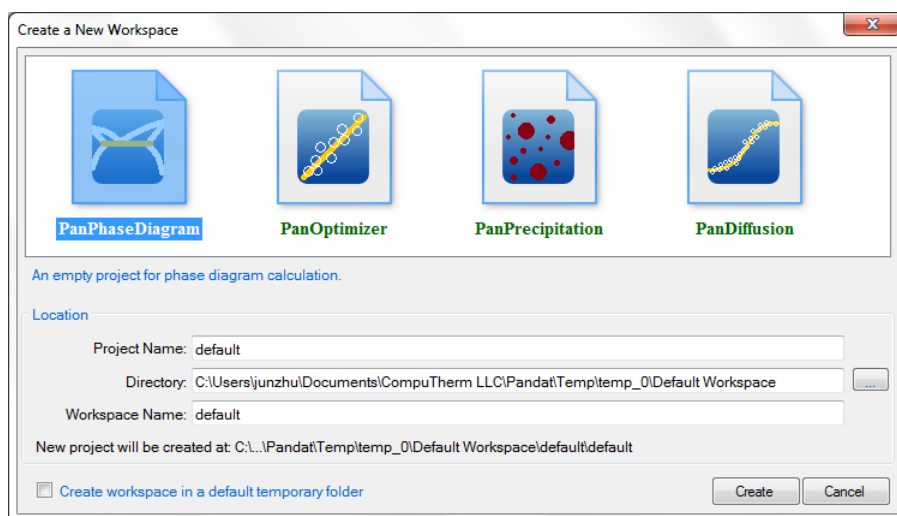 Create a New Workspace
PanPhaseDiagram PanOptimizer PanPrecipitation PanDiffusion
An empty project for phase diagram calculation.
Location
Project Name: default
Directory: C:\Users\junzhu\Documents\CompuTherm LLC\Pandat\Temp\temp_0\Default Workspace ...
Workspace Name: default
New project will be created at: C:\...\Pandat\Temp\temp_0\Default Workspace\default\default
Create workspace in a default temporary folder Create Cancel